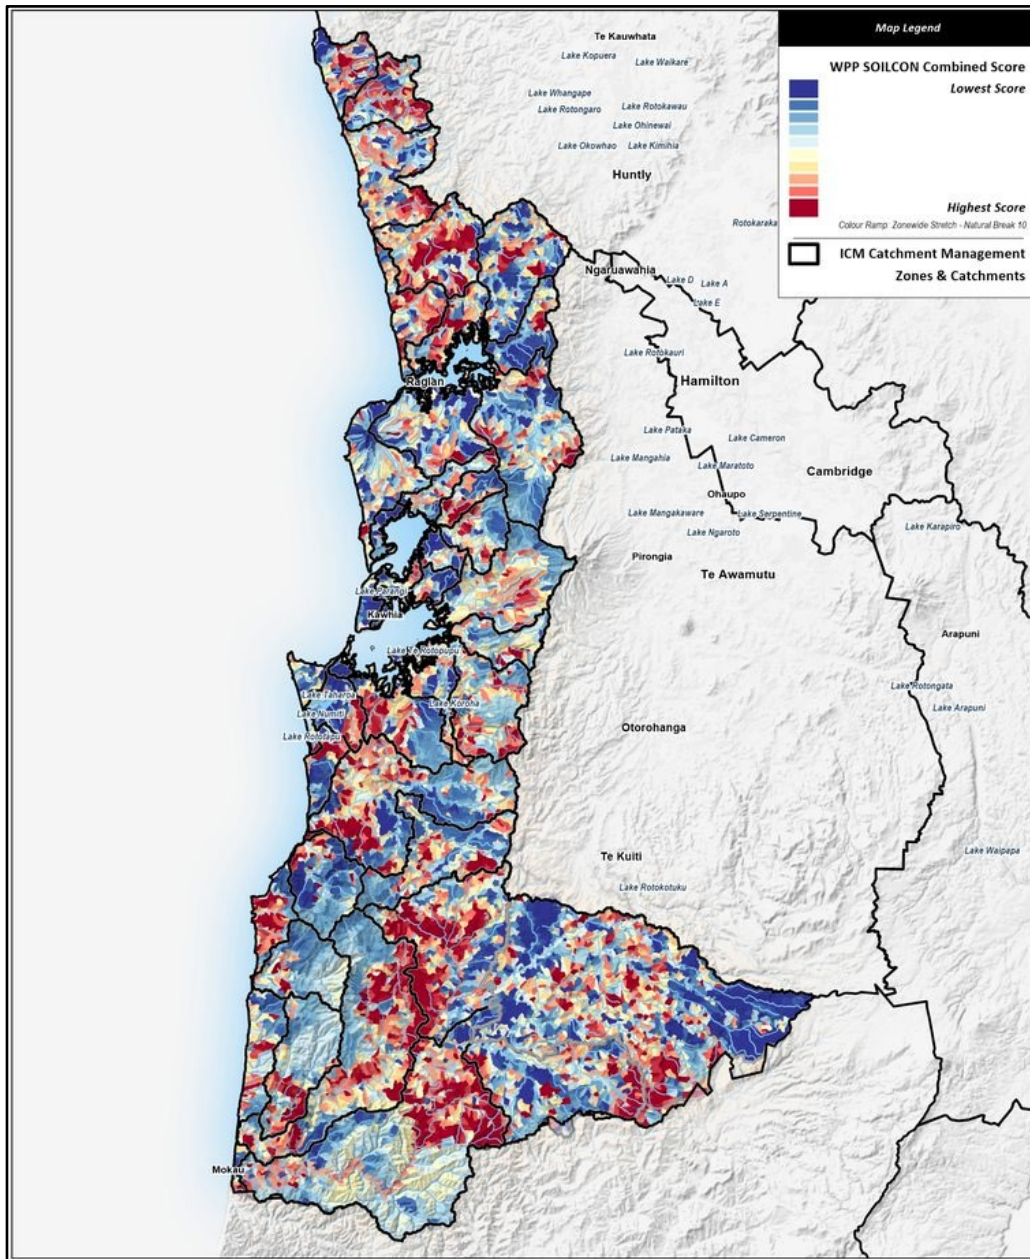 Map Legend
WPP SOILCON Combined Score
Lowest Score
Highest Score
Colour Ramp Zonewide Stretch - Natural Break 10
ICM Catchment Management
Zones & Catchments
Te Kauwhata
Lake Kopuera
Lake Waikare
Lake Whangape
Lake Rotongaro
Lake Rotokawau
Lake Ohinewai
Lake Okowhao
Lake Kimihia
Huntly
Rotokaraka
Ngaruawahia
Lake D
Lake A
Lake E
Lake Rotokauri
Hamilton
Raglan
Lake Pataka
Lake Cameron
Lake Mangahia
Lake Maratoto
Cambridge
Ohaupo
Lake Mangakaware
Lake Serpentine
Lake Karapiro
Lake Ngaroto
Pirongia
Te Awamutu
Lake Parangi
Kawhia
Arapuni
Lake Te Rotopupu
Lake Rotongata
Lake Taharoa
Lake Koroha
Lake Arapuni
Lake Numiti
Otorohanga
Lake Rototapu
Te Kuiti
Lake Waipapa
Lake Rotokotuku
Mokau